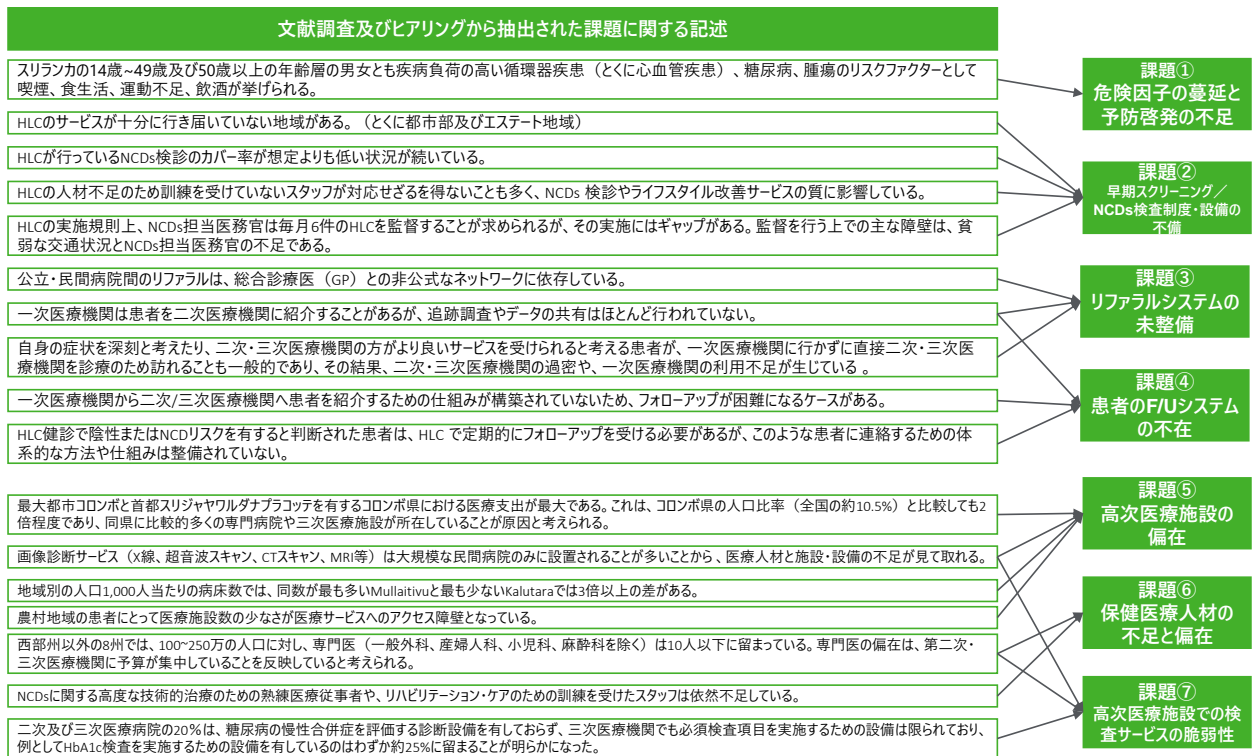 文献調査及びヒアリングから抽出された課題に関する記述
スリランカの14歳~49歳及び50歳以上の年齢層の男女とも疾病負荷の高い循環器疾患（とくに心血管疾患）、糖尿病、腫瘍のリスクファクターとして
喫煙、食生活、運動不足、飲酒が挙げられる。
HLCのサービスが十分に行き届いていない地域がある。（とくに都市部及びエステート地域）
HLCが行っているNCDs検診のカバー率が想定よりも低い状況が続いている。
HLCの人材不足のため訓練を受けていないスタッフが対応せざるを得ないことも多く、NCDs 検診やライフスタイル改善サービスの質に影響している。
HLCの実施規則上、NCDs担当医務官は毎月6件のHLCを監督することが求められるが、その実施にはギャップがある。監督を行う上での主な障壁は、貧
弱な交通状況とNCDs担当医務官の不足である。
公立・民間病院間のリファラルは、総合診療医（GP）との非公式なネットワークに依存している。
一次医療機関は患者を二次医療機関に紹介することがあるが、追跡調査やデータの共有はほとんど行われていない。
自身の症状を深刻と考えたり、二次・三次医療機関の方がより良いサービスを受けられると考える患者が、一次医療機関に行かずに直接二次・三次医
療機関を診療のため訪れることも一般的であり、その結果、二次・三次医療機関の過密や、一次医療機関の利用不足が生じている 。
一次医療機関から二次/三次医療機関へ患者を紹介するための仕組みが構築されていないため、フォローアップが困難になるケースがある。
HLC健診で陰性またはNCDリスクを有すると判断された患者は、HLC で定期的にフォローアップを受ける必要があるが、このような患者に連絡するための体
系的な方法や仕組みは整備されていない。
最大都市コロンボと首都スリジャヤワルダナプラコッテを有するコロンボ県における医療支出が最大である。これは、コロンボ県の人口比率（全国の約10.5%）と比較しても2
倍程度であり、同県に比較的多くの専門病院や三次医療施設が所在していることが原因と考えられる。
画像診断サービス（X線、超音波スキャン、CTスキャン、MRI等）は大規模な民間病院のみに設置されることが多いことから、医療人材と施設・設備の不足が見て取れる。
地域別の人口1,000人当たりの病床数では、同数が最も多いMullaitivuと最も少ないKalutaraでは3倍以上の差がある。
農村地域の患者にとって医療施設数の少なさが医療サービスへのアクセス障壁となっている。
西部州以外の8州では、100~250万の人口に対し、専門医（一般外科、産婦人科、小児科、麻酔科を除く）は10人以下に留まっている。専門医の偏在は、第二次・
三次医療機関に予算が集中していることを反映していると考えられる。
NCDsに関する高度な技術的治療のための熟練医療従事者や、リハビリテーション・ケアのための訓練を受けたスタッフは依然不足している。
二次及び三次医療病院の20%は、糖尿病の慢性合併症を評価する診断設備を有しておらず、三次医療機関でも必須検査項目を実施するための設備は限られており、
例としてHbA1c検査を実施するための設備を有しているのはわずか約25%に留まることが明らかになった。
課題①
危険因子の蔓延と
予防啓発の不足
課題②
早期スクリーニング／
NCDs検査制度・設備の
不備
課題③
リファラルシステムの
未整備
課題④
患者のF/Uシステム
の不在
課題⑤
高次医療施設の
偏在
課題⑥
保健医療人材の
不足と偏在
課題⑦
高次医療施設での検
査サービスの脆弱性